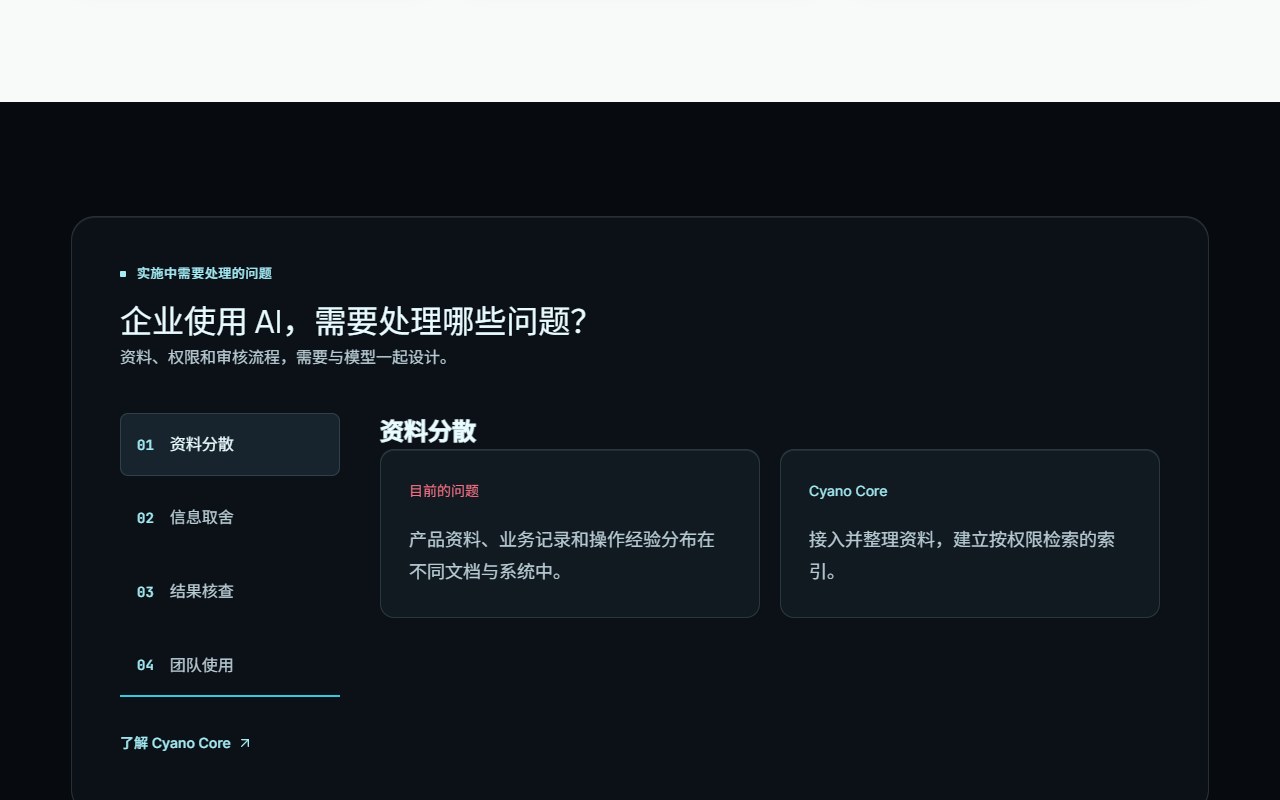 实施中需要处理的问题
企业使用 AI，需要处理哪些问题？
资料、权限和审核流程，需要与模型一起设计。
01 资料分散
02 信息取舍
03 结果核查
04 团队使用
了解 Cyano Core
资料分散
目前的问题
产品资料、业务记录和操作经验分布在
不同文档与系统中。
Cyano Core
接入并整理资料，建立按权限检索的索
引。